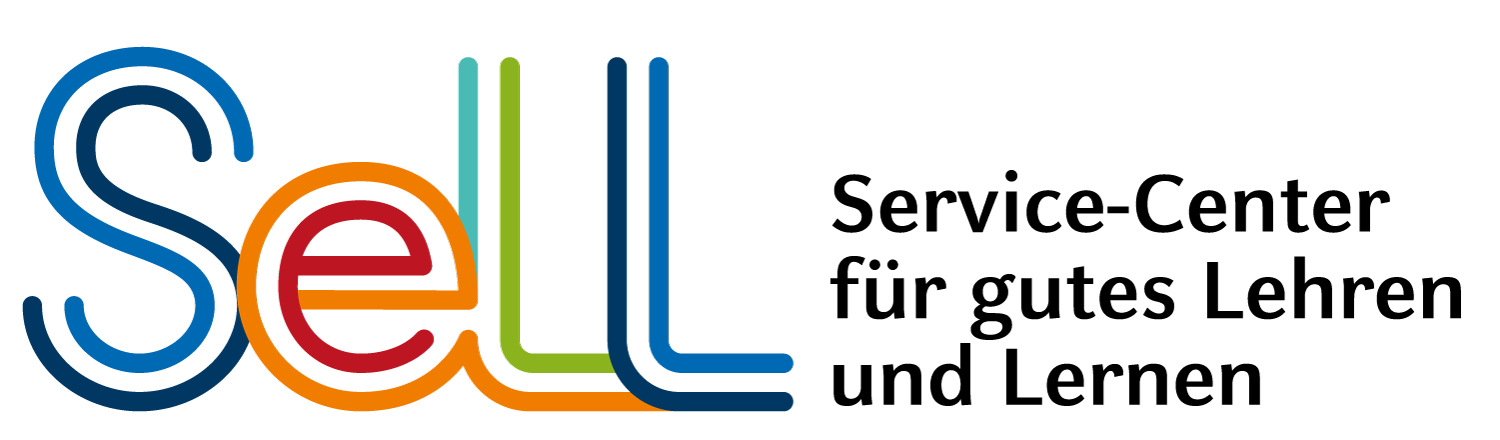 SeLL
Service-Center
für gutes Lehren
und Lernen